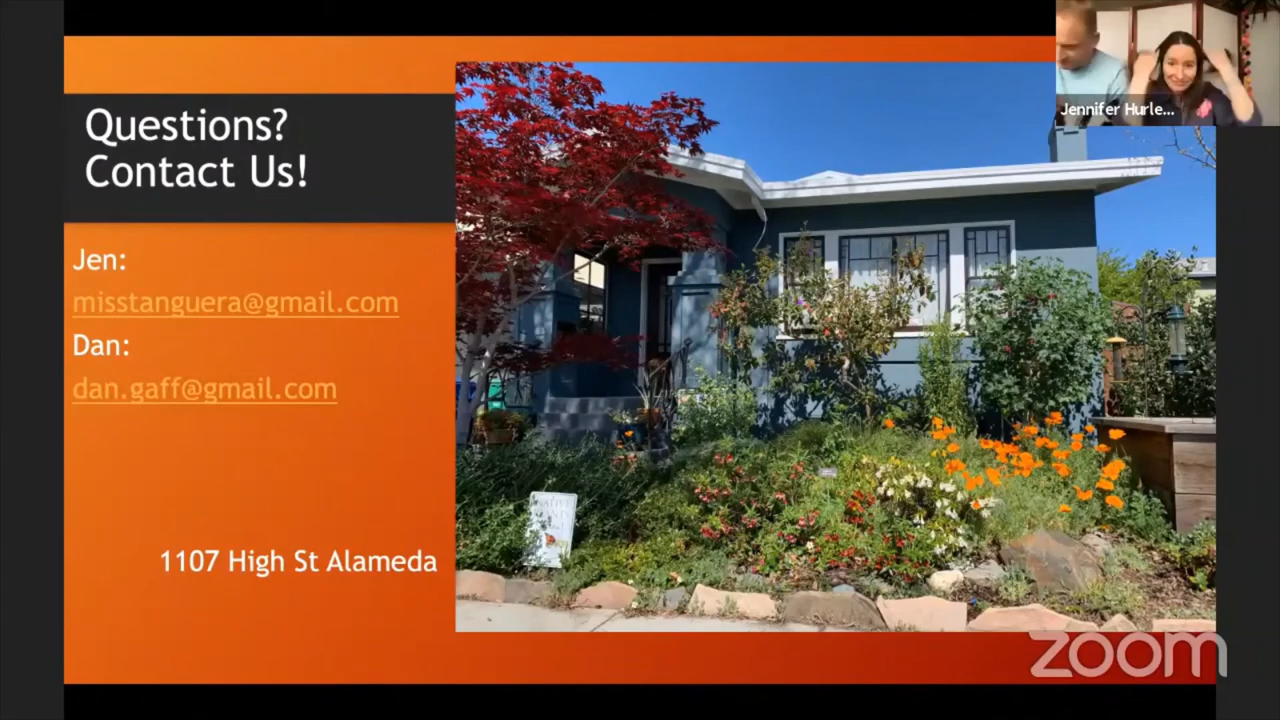 Questions?
Contact Us!
Jen:
misstanguera@gmail.com
Dan:
dan.gaff@gmail.com
1107 High St Alameda
Jennifer Hurle...
NATIVE
zoom